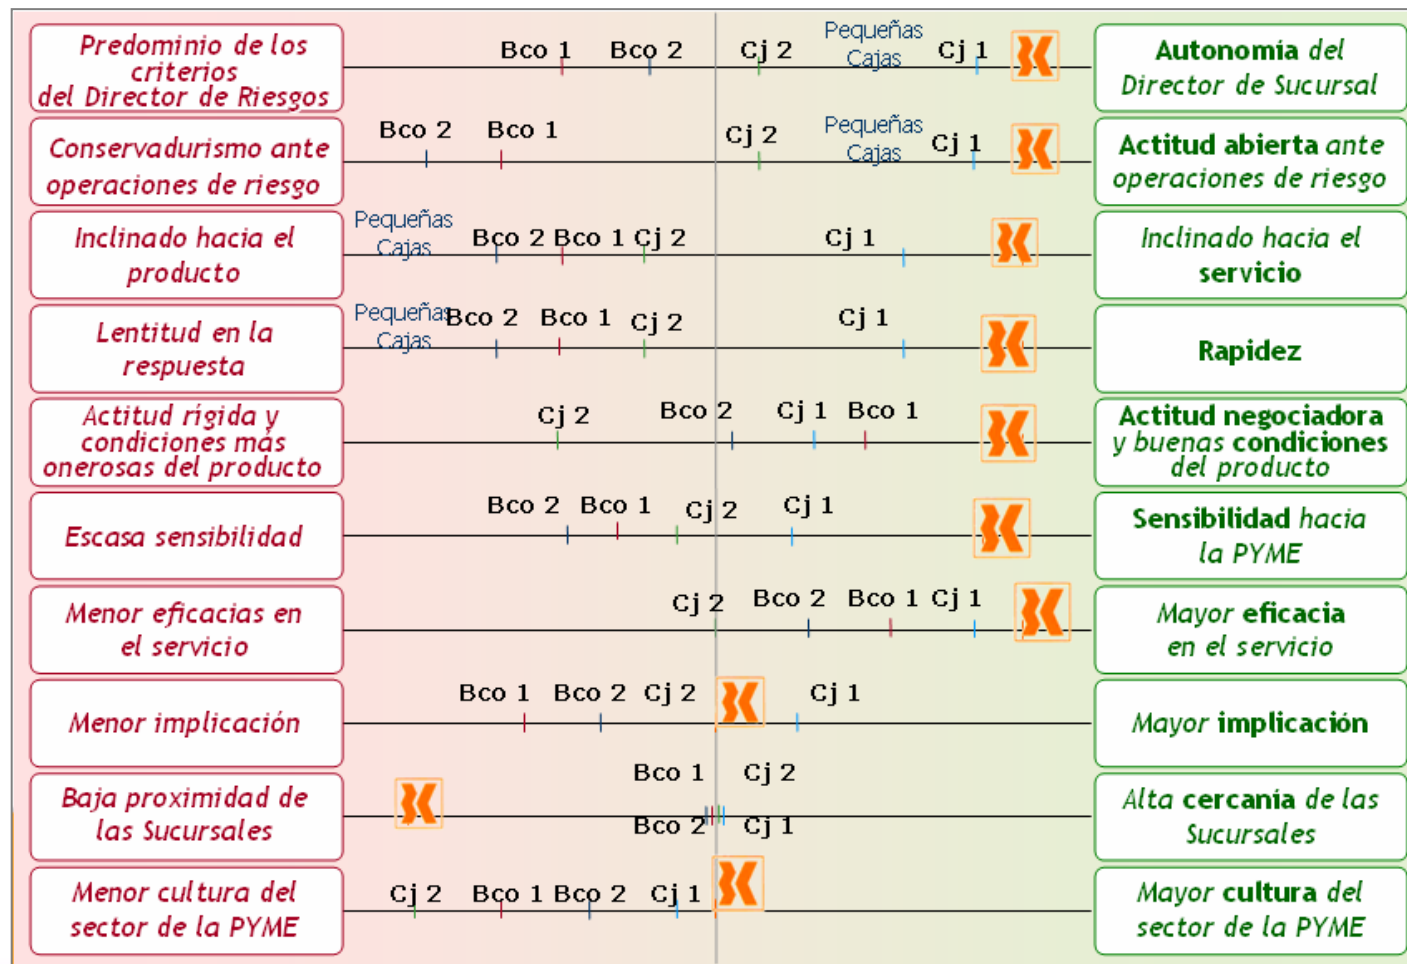 Predominio de los
criterios
del Director de Riesgos
Bco 1
Bco 2
Cj 2
Pequeñas
Cajas
Cj 1
Autonomía del
Director de Sucursal
Conservadurismo ante
operaciones de riesgo
Bco 2
Bco 1
Cj 2
Pequeñas
Cajas
Cj 1
Actitud abierta ante
operaciones de riesgo
Inclinado hacia el
producto
Pequeñas
Cajas
Bco 2
Bco 1
Cj 2
Cj 1
Inclinado hacia el
servicio
Lentitud en la
respuesta
Pequeñas
Cajas
Bco 2
Bco 1
Cj 2
Cj 1
Rapidez
Actitud rígida y
condiciones más
onerosas del producto
Cj 2
Bco 2
Cj 1
Bco 1
Actitud negociadora
y buenas condiciones
del producto
Escasa sensibilidad
Bco 2
Bco 1
Cj 2
Cj 1
Sensibilidad hacia
la PYME
Menor eficacias en
el servicio
Cj 2
Bco 2
Bco 1
Cj 1
Mayor eficacia
en el servicio
Menor implicación
Bco 1
Bco 2
Cj 2
Cj 1
Mayor implicación
Baja proximidad de
las Sucursales
Bco 1
Cj 2
Bco 2
Cj 1
Alta cercanía de las
Sucursales
Menor cultura del
sector de la PYME
Cj 2
Bco 1
Bco 2
Cj 1
Mayor cultura del
sector de la PYME